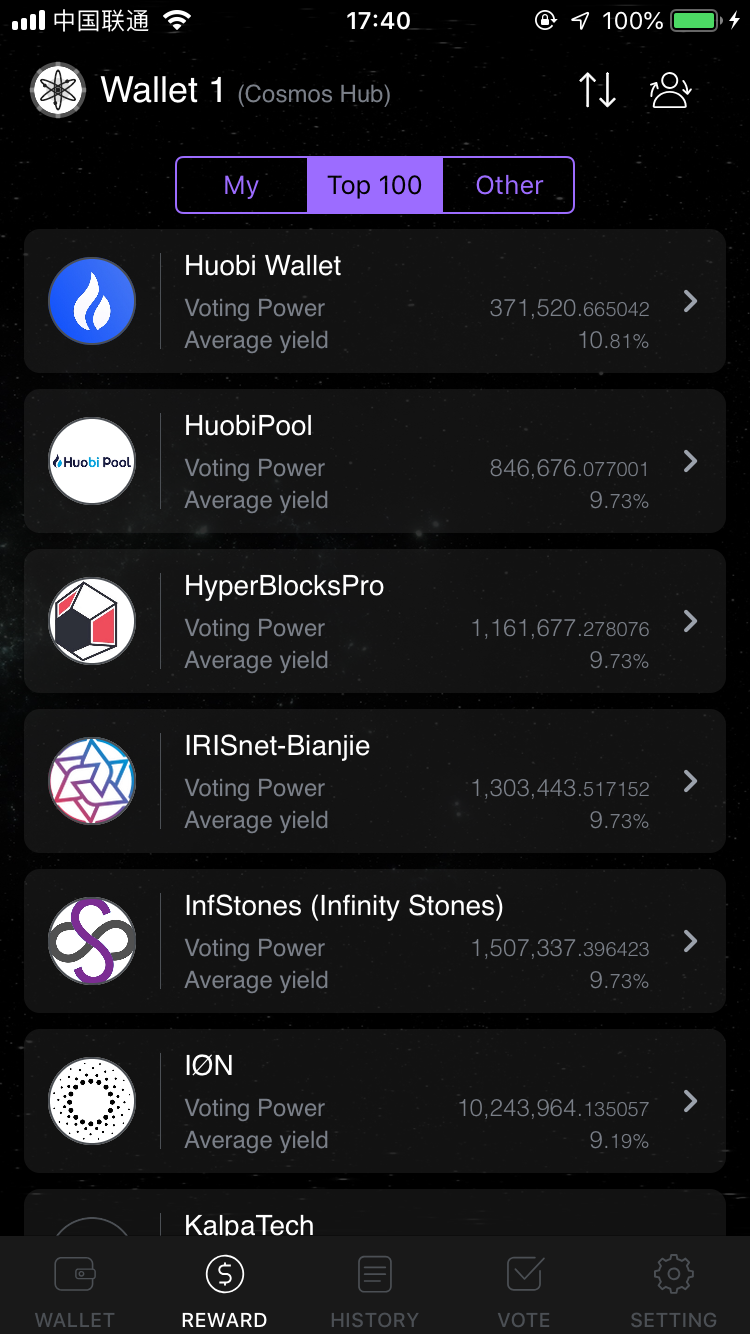 中国联通 17:40 100%
Wallet 1 (Cosmos Hub)
My Top 100 Other
Huobi Wallet
Voting Power 371,520.665042
Average yield 10.81%
Huobi Pool
HuobiPool
Voting Power 846,676.077001
Average yield 9.73%
HyperBlocksPro
Voting Power 1,161,677.278076
Average yield 9.73%
IRISnet-Bianjie
Voting Power 1,303,443.517152
Average yield 9.73%
InfStones (Infinity Stones)
Voting Power 1,507,337.396423
Average yield 9.73%
IØN
Voting Power 10,243,964.135057
Average yield 9.19%
KalpaTech
WALLET REWARD HISTORY VOTE SETTING